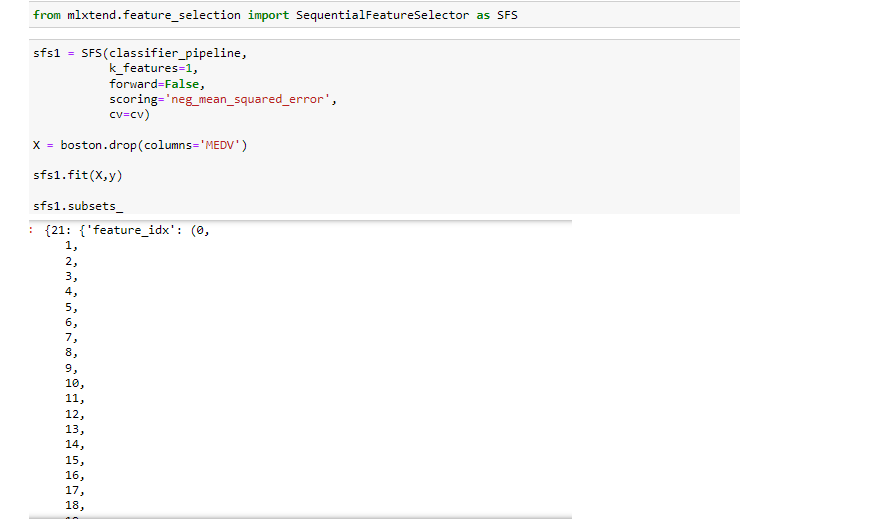 from mlxtend.feature_selection import SequentialFeatureSelector as SFS
sfs1 = SFS(classifier_pipeline,
k_features=1,
forward=False,
scoring='neg_mean_squared_error',
cv=cv)
X = boston.drop(columns='MEDV')
sfs1.fit(X,y)
sfs1.subsets_
: {21: {'feature_idx': (0,
1,
2,
3,
4,
5,
6,
7,
8,
9,
10,
11,
12,
13,
14,
15,
16,
17,
18,